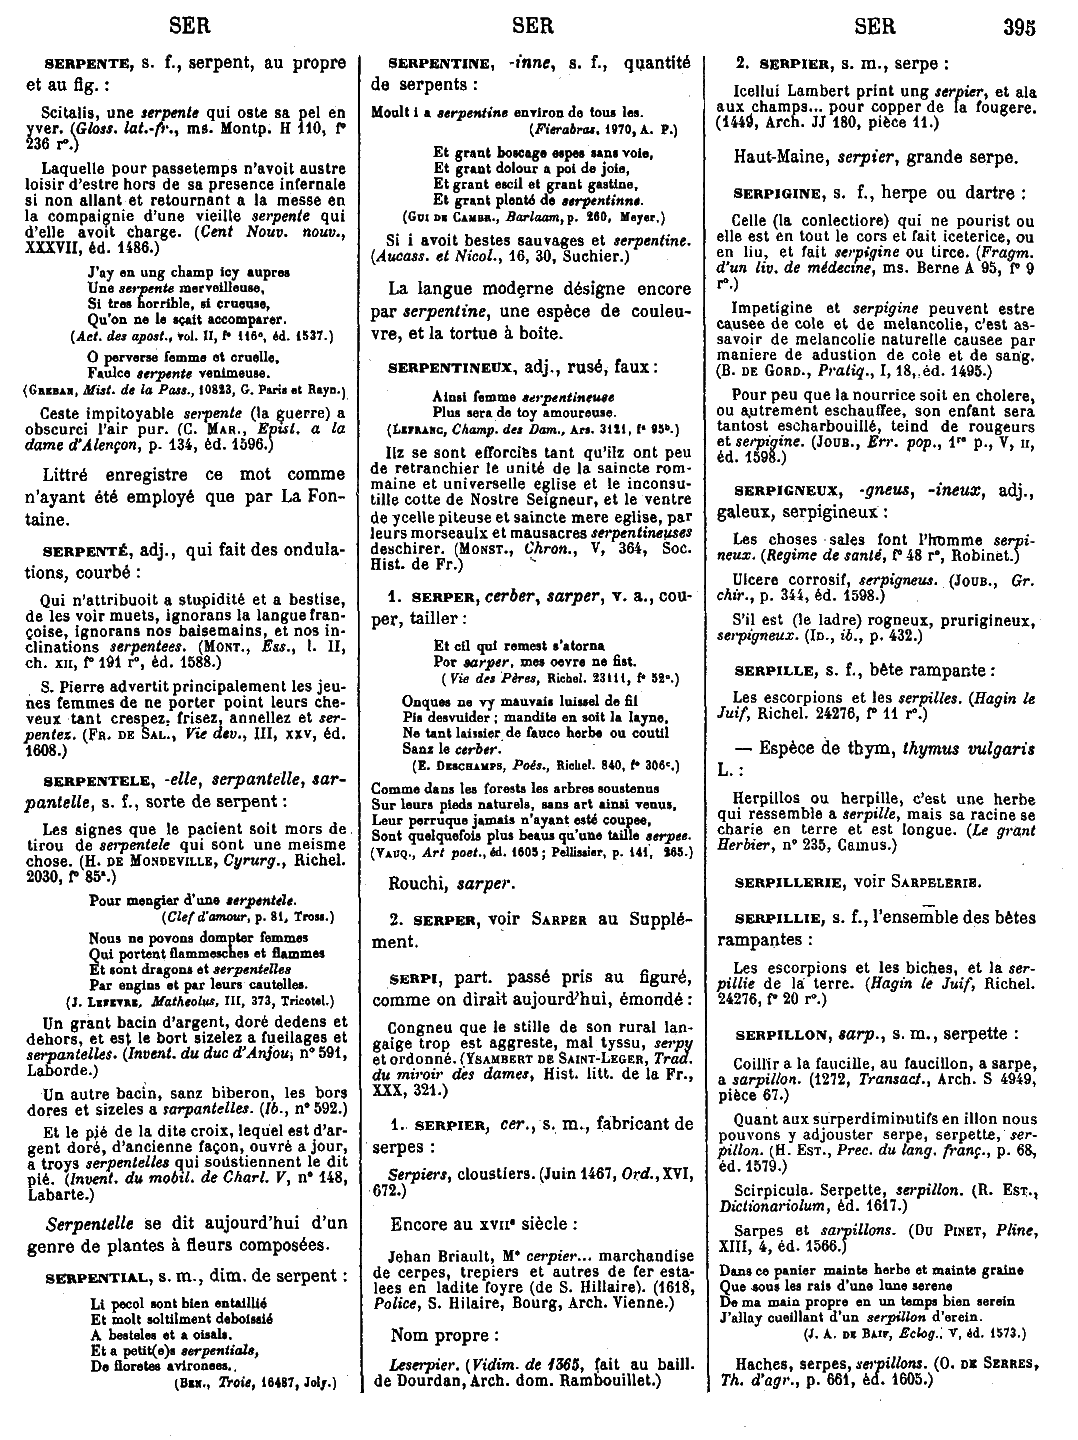 SER SER SER 395
SERPENTE, s. f., serpent, au propre
et au fig. :
Scitalis, une serpente qui oste sa pel en
yver. (Gloss. lat.-fr., ms. Montp. H 110, f°
236 r°.)
Laquelle pour passetemps n'avoit austre
loisir d'estre hors de sa presence infernale
si non allant et retournant a la messe en
la compaignie d'une vieille serpente qui
d'elle avoit charge. (Cent Nouv. nouv.,
XXXVII, éd. 1486.)
J'ay en ung champ icy aupres
Une serpente merveilleuse,
Si tres horrible, si crueuse,
Qu'on ne le sçait accomparer.
(Act. des apost., vol. II, f° 116ᵃ, éd. 1537.)
O perverse femme et cruelle,
Faulce serpente venimeuse.
(GREBAN, Mist. de la Pass., 10823, G. Paris et Rayn.)
Ceste impitoyable serpente (la guerre) a
obscurci l'air pur. (C. MAR., Epist. a la
dame d'Alençon, p. 134, éd. 1596.)
Littré enregistre ce mot comme
n'ayant été employé que par La Fon-
taine.
SERPENTÉ, adj., qui fait des ondula-
tions, courbé :
Qui n'attribuoit a stupidité et a bestise,
de les voir muets, ignorans la langue fran-
çoise, ignorans nos baisemains, et nos in-
clinations serpentees. (MONT., Ess., l. II,
ch. XII, f° 191 r°, éd. 1588.)
S. Pierre advertit principalement les jeu-
nes femmes de ne porter point leurs che-
veux tant crespez, frisez, annellez et ser-
pentez. (FR. DE SAL., Vie dev., III, XXV, éd.
1608.)
SERPENTELE, -elle, serpantelle, sar-
pantelle, s. f., sorte de serpent :
Les signes que le pacient soit mors de
tirou de serpentele qui sont une meisme
chose. (H. DE MONDEVILLE, Cyrurg., Richel.
2030, f° 85ᵃ.)
Pour mengier d'une serpentele.
(Clef d'amour, p. 81, Tross.)
Nous ne povons dompter femmes
Qui portent flammesches et flammes
Et sont dragons et serpentelles
Par engins et par leurs cautelles.
(J. LEFEVRE, Matheolus, III, 373, Tricotel.)
Un grant bacin d'argent, doré dedens et
dehors, et est le bort sizelez a fueilages et
serpantelles. (Invent. du duc d'Anjou, n° 591,
Laborde.)
Un autre bacin, sanz biberon, les bors
dores et sizeles a sarpantelles. (Ib., n° 592.)
Et le pié de la dite croix, lequel est d'ar-
gent doré, d'ancienne façon, ouvré a jour,
a troys serpentelles qui soustiennent le dit
pié. (Invent. du mobil. de Charl. V, n° 148,
Labarte.)
Serpentelle se dit aujourd'hui d'un
genre de plantes à fleurs composées.
SERPENTIAL, s. m., dim. de serpent :
Li pecol sont bien entaillié
Et molt soltilment deboissié
A besteles et a oisals.
Et a petit(e)s serpentials,
De floretes avironees.
(BEN., Troie, 16487, Joly.)
SERPENTINE, -inne, s. f., quantité
de serpents :
Moult i a serpentine environ de tous les.
(Fierabras, 1970, A. P.)
Et grant boscage espes sans voie,
Et grant dolour a poi de joie,
Et grant escil et grant gastine,
Et grant plenté de serpentinne.
(GUI DE CAMBR., Barlaam, p. 260, Meyer.)
Si i avoit bestes sauvages et serpentine.
(Aucass. et Nicol., 16, 30, Suchier.)
La langue moderne désigne encore
par serpentine, une espèce de couleu-
vre, et la tortue à boîte.
SERPENTINEUX, adj., rusé, faux :
Ainsi femme serpentineuse
Plus sera de toy amoureuse.
(LEFRANC, Champ. des Dam., Ars. 3121, f° 95ᵇ.)
Ilz se sont efforciés tant qu'ilz ont peu
de retranchier le unité de la saincte rom-
maine et universelle eglise et le inconsu-
tille cotte de Nostre Seigneur, et le ventre
de ycelle piteuse et saincte mere eglise, par
leurs morseaulx et mausacres serpentineuses
deschirer. (MONST., Chron., V, 364, Soc.
Hist. de Fr.)
1. SERPER, cerber, sarper, v. a., cou-
per, tailler :
Et cil qui remest s'atorna
Por sarper, mes oevre ne fist.
(Vie des Pères, Richel. 23111, f° 52ᵃ.)
Onques ne vy mauvais luissel de fil
Pis desvuider ; mandite en soit la layne,
Ne tant laissier de fauce herbe ou coutil
Sanz le cerber.
(E. DESCHAMPS, Poés., Richel. 840, f° 306ᶜ.)
Comme dans les forests les arbres soustenus
Sur leurs pieds naturels, sans art ainsi venus,
Leur perruque jamais n'ayant esté coupee,
Sont quelquefois plus beaus qu'une taille serpee.
(VAUQ., Art poet., éd. 1605 ; Pellissier, p. 141, 265.)
Rouchi, sarper.
2. SERPER, voir SARPER au Supplé-
ment.
SERPI, part. passé pris au figuré,
comme on dirait aujourd'hui, émondé :
Congneu que le stille de son rural lan-
gaige trop est aggreste, mal tyssu, serpy
et ordonné. (YSAMBERT DE SAINT-LEGER, Trad.
du miroir des dames, Hist. litt. de la Fr.,
XXX, 321.)
1. SERPIER, cer., s. m., fabricant de
serpes :
Serpiers, cloustiers. (Juin 1467, Ord., XVI,
672.)
Encore au XVIIᵉ siècle :
Jehan Briault, Mᵉ cerpier... marchandise
de cerpes, trepiers et autres de fer esta-
lees en ladite foyre (de S. Hillaire). (1618,
Police, S. Hilaire, Bourg, Arch. Vienne.)
Nom propre :
Leserpier. (Vidim. de 1365, fait au baill.
de Dourdan, Arch. dom. Rambouillet.)
2. SERPIER, s. m., serpe :
Icellui Lambert print ung serpier, et ala
aux champs... pour copper de la fougere.
(1449, Arch. JJ 180, pièce 11.)
Haut-Maine, serpier, grande serpe.
SERPIGINE, s. f., herpe ou dartre :
Celle (la conlectiore) qui ne pourist ou
elle est en tout le cors et fait iceterice, ou
en liu, et fait serpigine ou tirce. (Fragm.
d'un liv. de médecine, ms. Berne A 95, f° 9
r°.)
Impetigine et serpigine peuvent estre
causee de cole et de melancolie, c'est as-
savoir de melancolie naturelle causee par
maniere de adustion de cole et de sang.
(B. DE GORD., Pratiq., I, 18, éd. 1495.)
Pour peu que la nourrice soit en cholere,
ou autrement eschauffee, son enfant sera
tantost escharbouillé, teind de rougeurs
et serpigine. (JOUB., Err. pop., 1ʳᵉ p., V, II,
éd. 1598.)
SERPIGNEUX, -gneus, -ineux, adj.,
galeux, serpigineux :
Les choses sales font l'homme serpi-
neux. (Regime de santé, f° 48 r°, Robinet.)
Ulcere corrosif, serpigneus. (JOUB., Gr.
chir., p. 344, éd. 1598.)
S'il est (le ladre) rogneux, prurigineux,
serpigneux. (ID., ib., p. 432.)
SERPILLE, s. f., bête rampante :
Les escorpions et les serpilles. (Hagin le
Juif, Richel. 24276, f° 11 r°.)
— Espèce de thym, thymus vulgaris
L. :
Herpillos ou herpille, c'est une herbe
qui ressemble a serpille, mais sa racine se
charie en terre et est longue. (Le grant
Herbier, n° 235, Camus.)
SERPILLERIE, voir SARPELERIE.
SERPILLIE, s. f., l'ensemble des bêtes
rampantes :
Les escorpions et les biches, et la ser-
pillie de la terre. (Hagin le Juif, Richel.
24276, f° 20 r°.)
SERPILLON, sarp., s. m., serpette :
Coillir a la faucille, au faucillon, a sarpe,
a sarpillon. (1272, Transact., Arch. S 4949,
pièce 67.)
Quant aux surperdiminutifs en illon nous
pouvons y adjouster serpe, serpette, ser-
pillon. (H. EST., Prec. du lang. franç., p. 68,
éd. 1579.)
Scirpicula. Serpette, serpillon. (R. EST.,
Dictionariolum, éd. 1617.)
Sarpes et sarpillons. (DU PINET, Pline,
XIII, 4, éd. 1566.)
Dans ce panier mainte herbe et mainte graine
Que sous les rais d'une lune serene
De ma main propre en un temps bien serein
J'allay cueillant d'un serpillon d'erein.
(J. A. DE BAIF, Eclog. V, éd. 1573.)
Haches, serpes, serpillons. (O. DE SERRES,
Th. d'agr., p. 661, éd. 1605.)